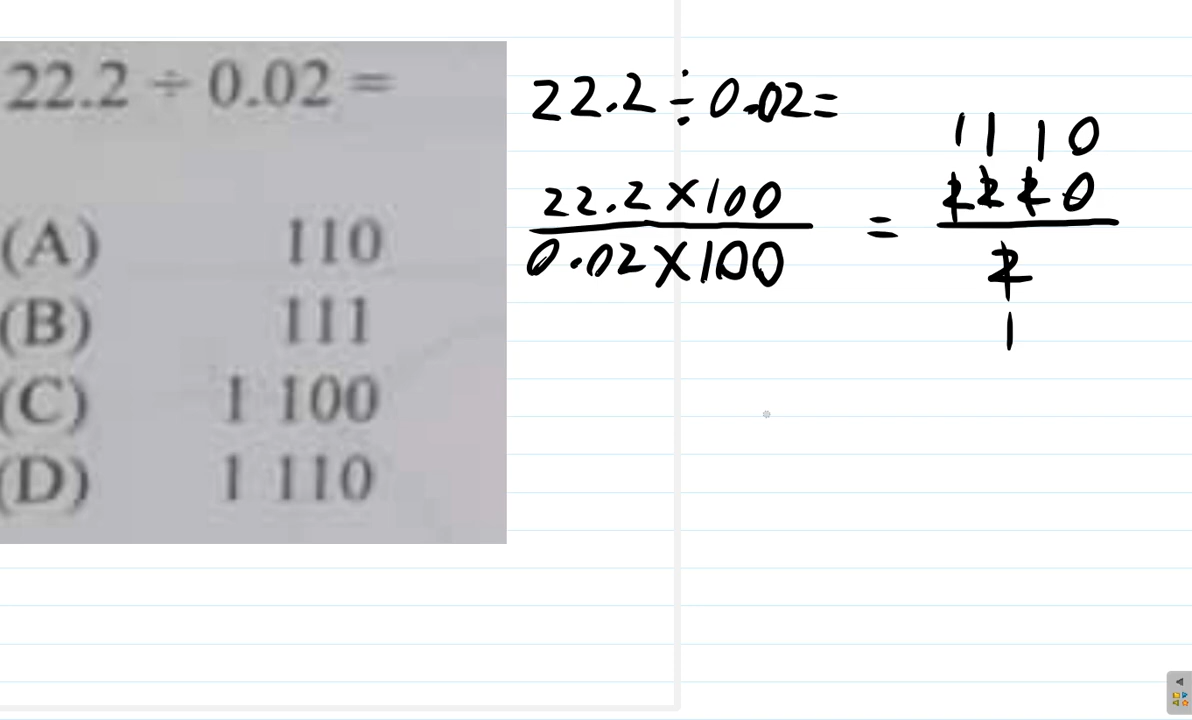 22.2 ÷ 0.02 =
(A) 110
(B) 111
(C) 1 100
(D) 1 110
22.2 ÷ 0.02 =
1110
22.2 × 100 = 2220
0.02 × 100 2
1